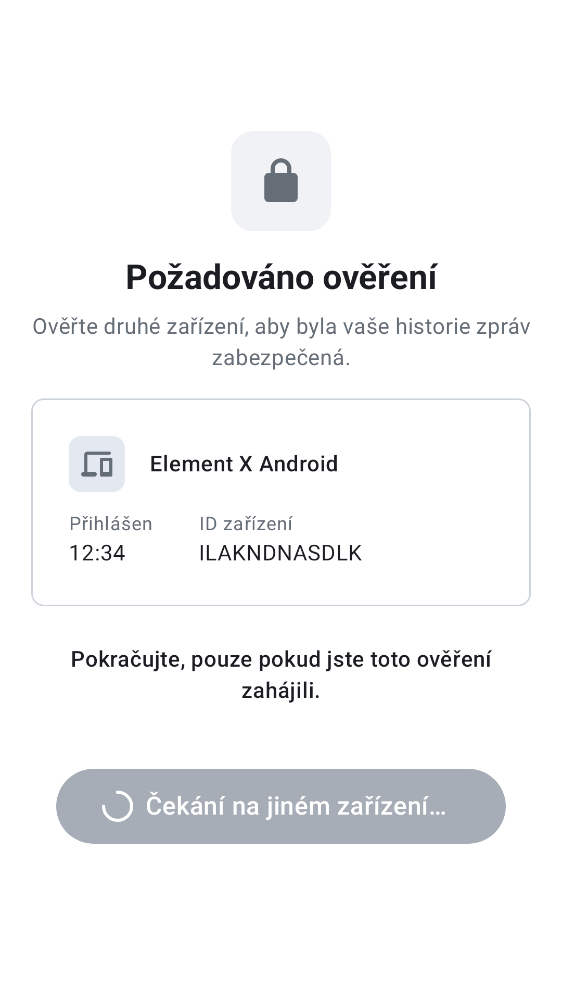 Požadováno ověření
Ověřte druhé zařízení, aby byla vaše historie zpráv
zabezpečená.
Element X Android
Přihlášen
ID zařízení
12:34
ILAKNDNASDLK
Pokračujte, pouze pokud jste toto ověření
zahájili.
Čekání na jiném zařízení…